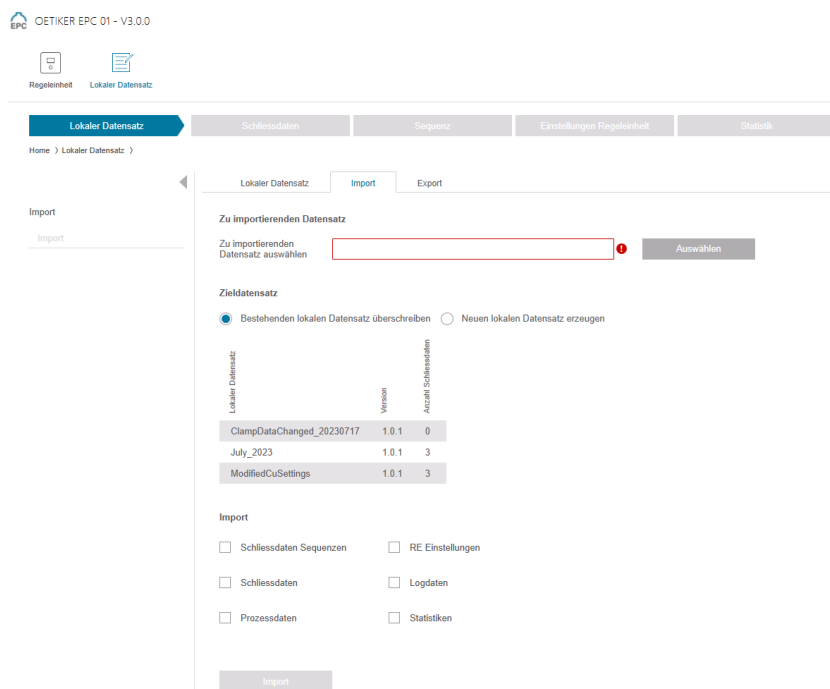 EPC OETIKER EPC 01 - V3.0.0
Regeleinheit Lokaler Datensatz
Lokaler Datensatz Schliessdaten Sequenz Einstellungen Regeleinheit Statistik
Home > Lokaler Datensatz >
Lokaler Datensatz Import Export
Import
Import
Zu importierenden Datensatz
Zu importierenden
Datensatz auswählen
Auswählen
Zieldatensatz
Bestehenden lokalen Datensatz überschreiben Neuen lokalen Datensatz erzeugen
Lokaler Datensatz Version Anzahl Schliessdaten
ClampDataChanged_20230717 1.0.1 0
July_2023 1.0.1 3
ModifiedCuSettings 1.0.1 3
Import
Schliessdaten Sequenzen RE Einstellungen
Schliessdaten Logdaten
Prozessdaten Statistiken
Import